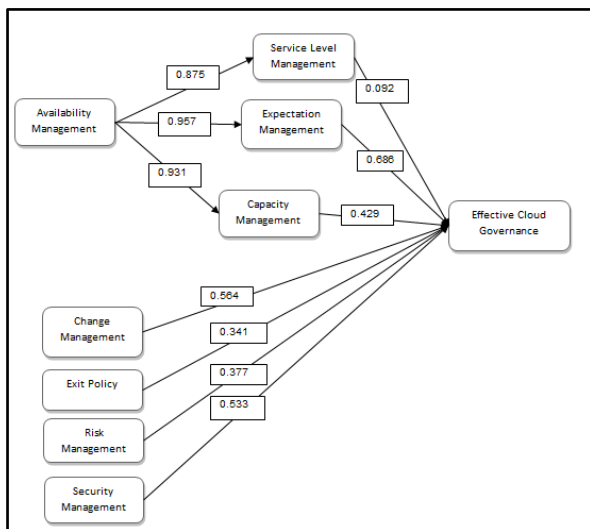 Service Level
Management
0.875
0.092
Availability
Management
0.957
Expectation
Management
0.686
0.931
Capacity
Management
0.429
Effective Cloud
Governance
0.564
Change
Management
0.341
Exit Policy
0.377
0.533
Risk
Management
Security
Management